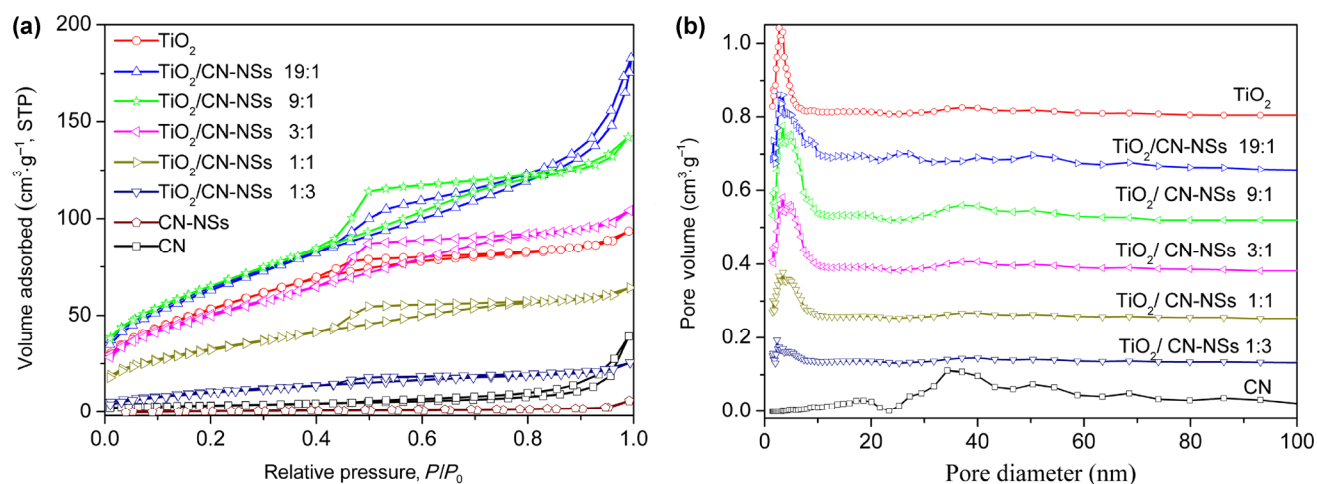 (a)
200
150
100
50
0
Volume adsorbed (cm³·g⁻¹, STP)
TiO₂
TiO₂/CN-NSs 19:1
TiO₂/CN-NSs 9:1
TiO₂/CN-NSs 3:1
TiO₂/CN-NSs 1:1
TiO₂/CN-NSs 1:3
CN-NSs
CN
0.0 0.2 0.4 0.6 0.8 1.0
Relative pressure, P/P₀
(b)
1.0
0.8
0.6
0.4
0.2
0.0
Pore volume (cm³·g⁻¹)
TiO₂
TiO₂/CN-NSs 19:1
TiO₂/ CN-NSs 9:1
TiO₂/ CN-NSs 3:1
TiO₂/ CN-NSs 1:1
TiO₂/ CN-NSs 1:3
CN
0 20 40 60 80 100
Pore diameter (nm)